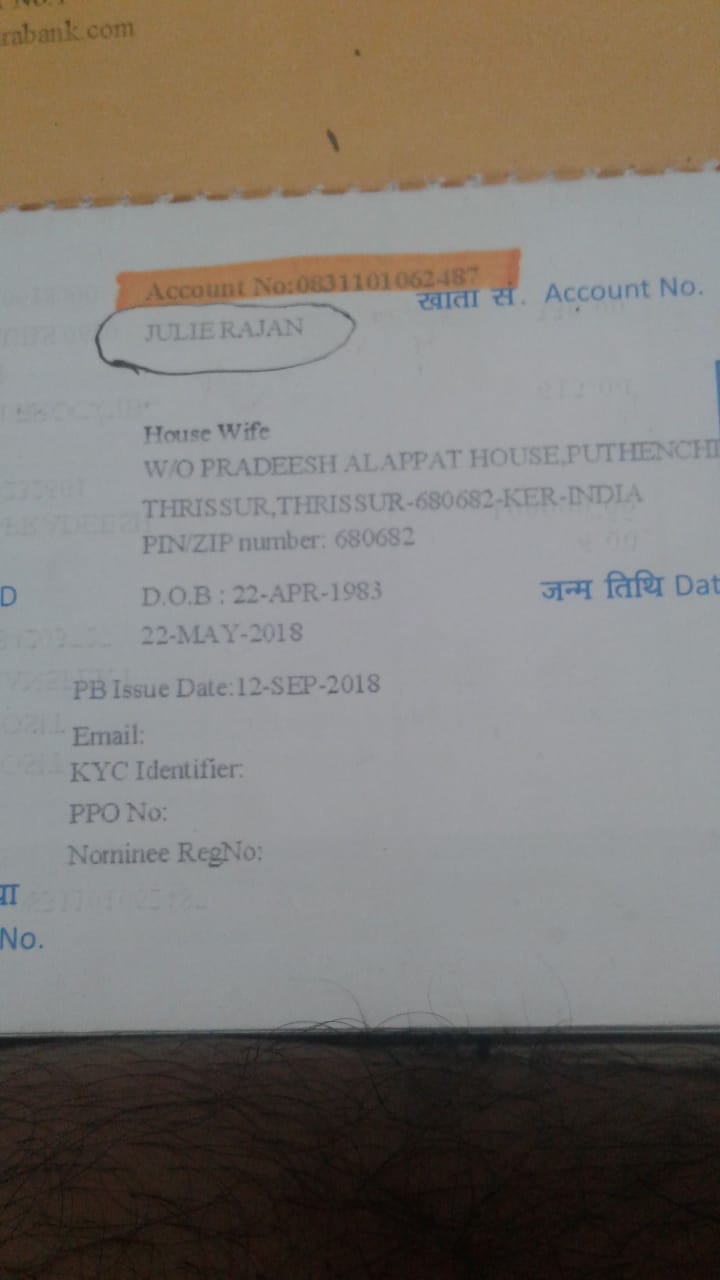 rabank.com
Account No:0831101062487
खाता सं. Account No.
JULIE RAJAN
House Wife
W/O PRADEESH ALAPPAT HOUSE,PUTHENCHI
THRISSUR,THRISSUR-680682-KER-INDIA
PIN/ZIP number: 680682
D
D.O.B : 22-APR-1983
जन्म तिथि Dat
22-MAY-2018
PB Issue Date:12-SEP-2018
Email:
KYC Identifier:
PPO No:
Nominee RegNo:
No.